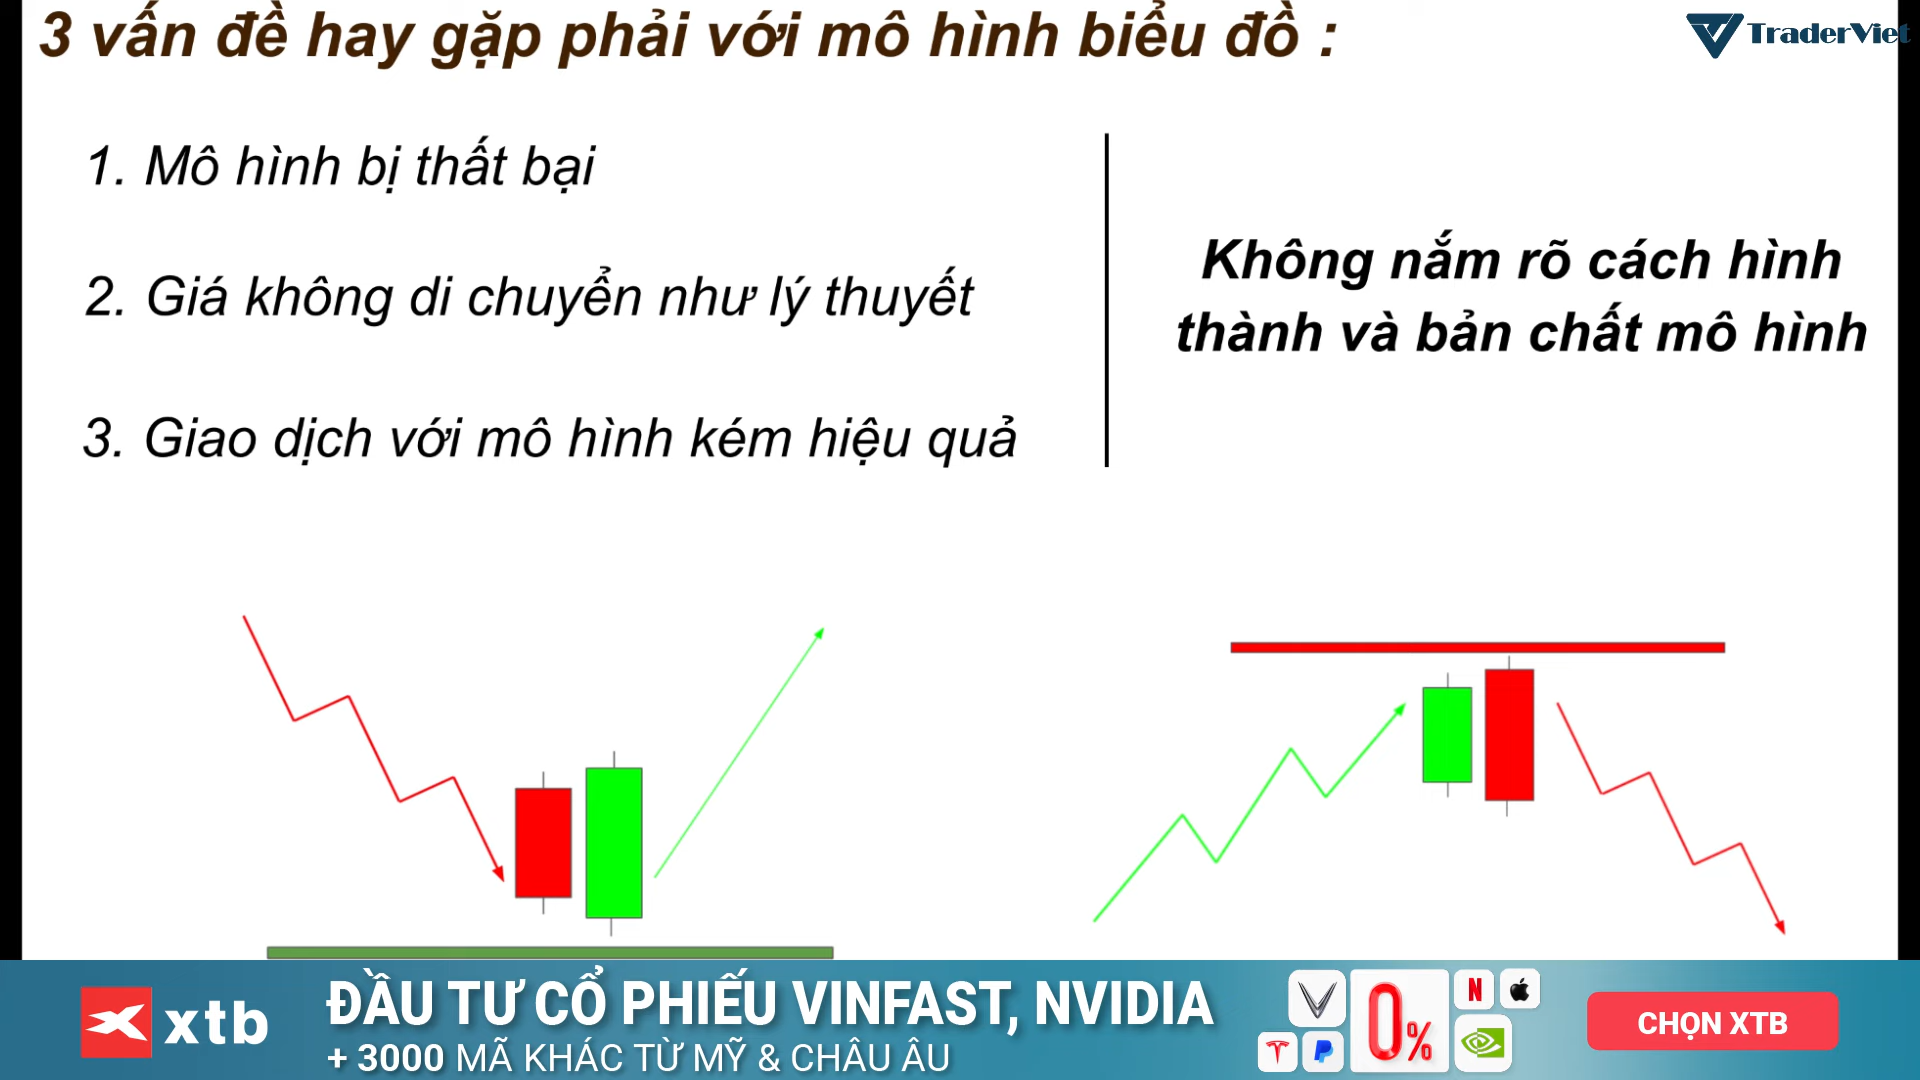 3 vấn đề hay gặp phải với mô hình biểu đồ :
TraderViet
1. Mô hình bị thất bại
2. Giá không di chuyển như lý thuyết
3. Giao dịch với mô hình kém hiệu quả
Không nắm rõ cách hình
thành và bản chất mô hình
xtb
ĐẦU TƯ CỔ PHIẾU VINFAST, NVIDIA
+ 3000 MÃ KHÁC TỪ MỸ & CHÂU ÂU
0%
N
CHỌN XTB